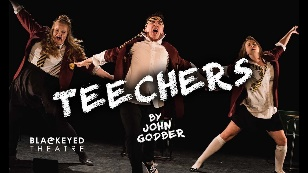 TEECHERS
BY
JOHN
GODBER
BLACKEYED
THEATRE